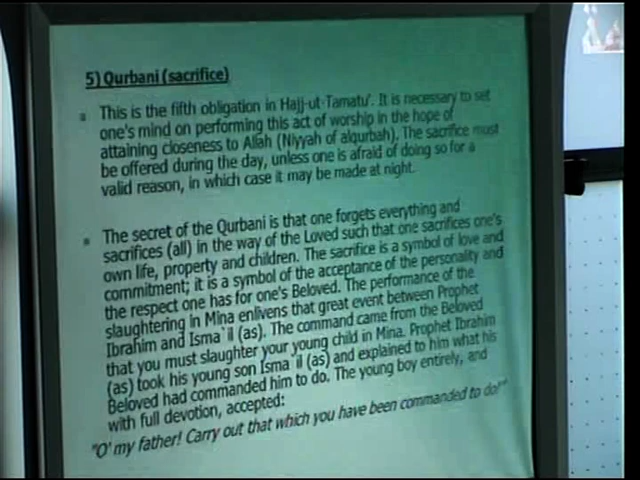 5) Qurbani (sacrifice)
▪ This is the fifth obligation in Hajj-ut-Tamatu'. It is necessary to set
one's mind on performing this act of worship in the hope of
attaining closeness to Allah (Niyyah of alqurbah). The sacrifice must
be offered during the day, unless one is afraid of doing so for a
valid reason, in which case it may be made at night.
▪ The secret of the Qurbani is that one forgets everything and
sacrifices (all) in the way of the Loved such that one sacrifices one's
own life, property and children. The sacrifice is a symbol of love and
commitment; it is a symbol of the acceptance of the personality and
the respect one has for one's Beloved. The performance of the
slaughtering in Mina enlivens that great event between Prophet
Ibrahim and Isma`il (as). The command came from the Beloved
that you must slaughter your young child in Mina. Prophet Ibrahim
(as) took his young son Isma`il (as) and explained to him what his
Beloved had commanded him to do. The young boy entirely, and
with full devotion, accepted:
"O' my father! Carry out that which you have been commanded to do!"